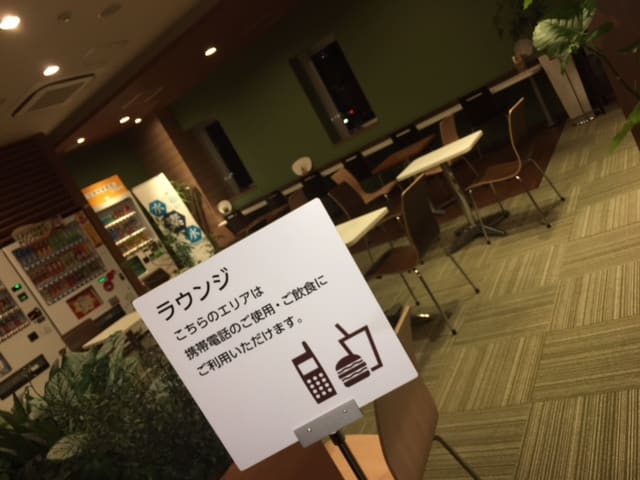 ラウンジ
こちらのエリアは
携帯電話のご使用・ご飲食に
ご利用いただけます。